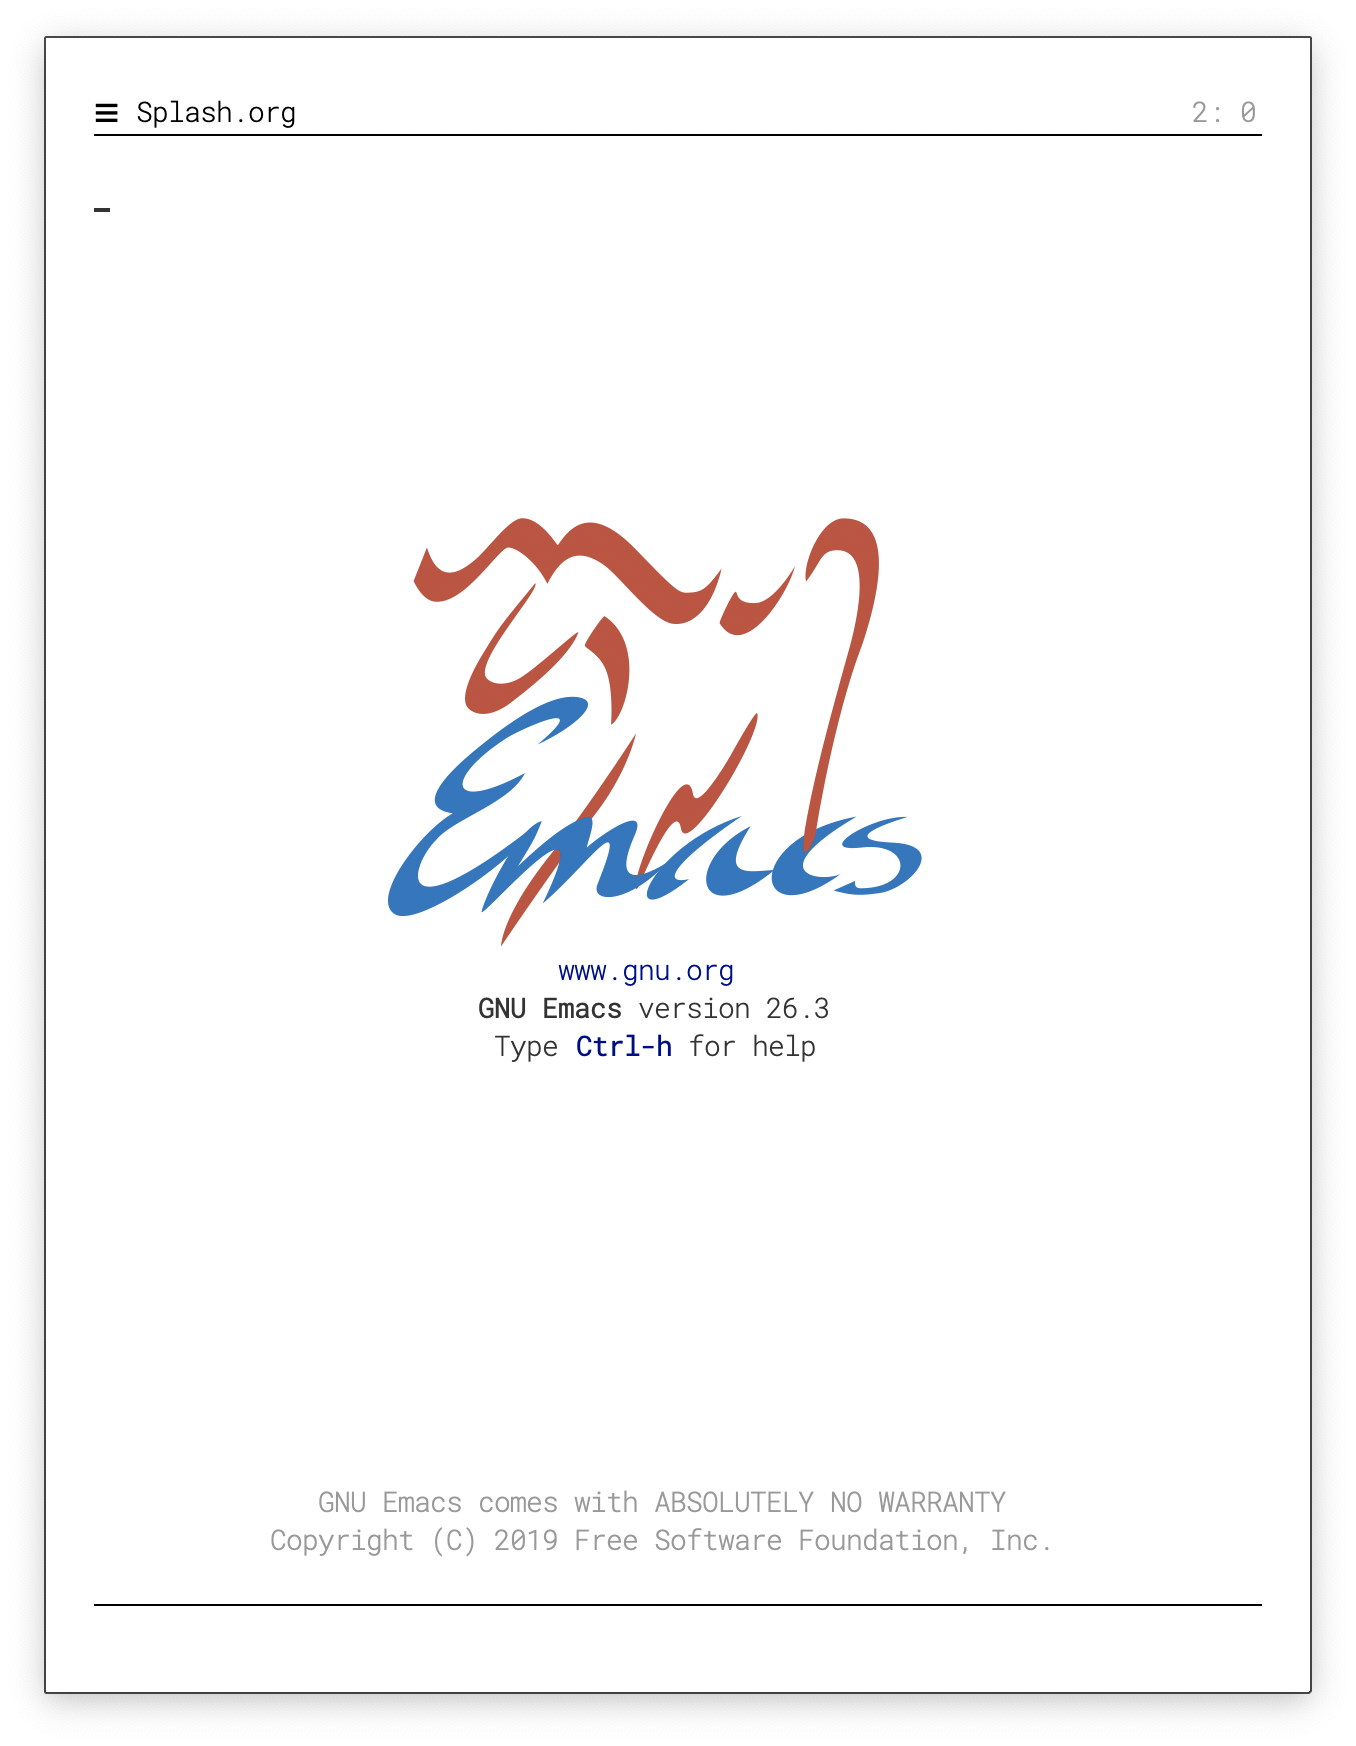 ≡ Splash.org 2: 0
Emacs
www.gnu.org
GNU Emacs version 26.3
Type Ctrl-h for help
GNU Emacs comes with ABSOLUTELY NO WARRANTY
Copyright (C) 2019 Free Software Foundation, Inc.